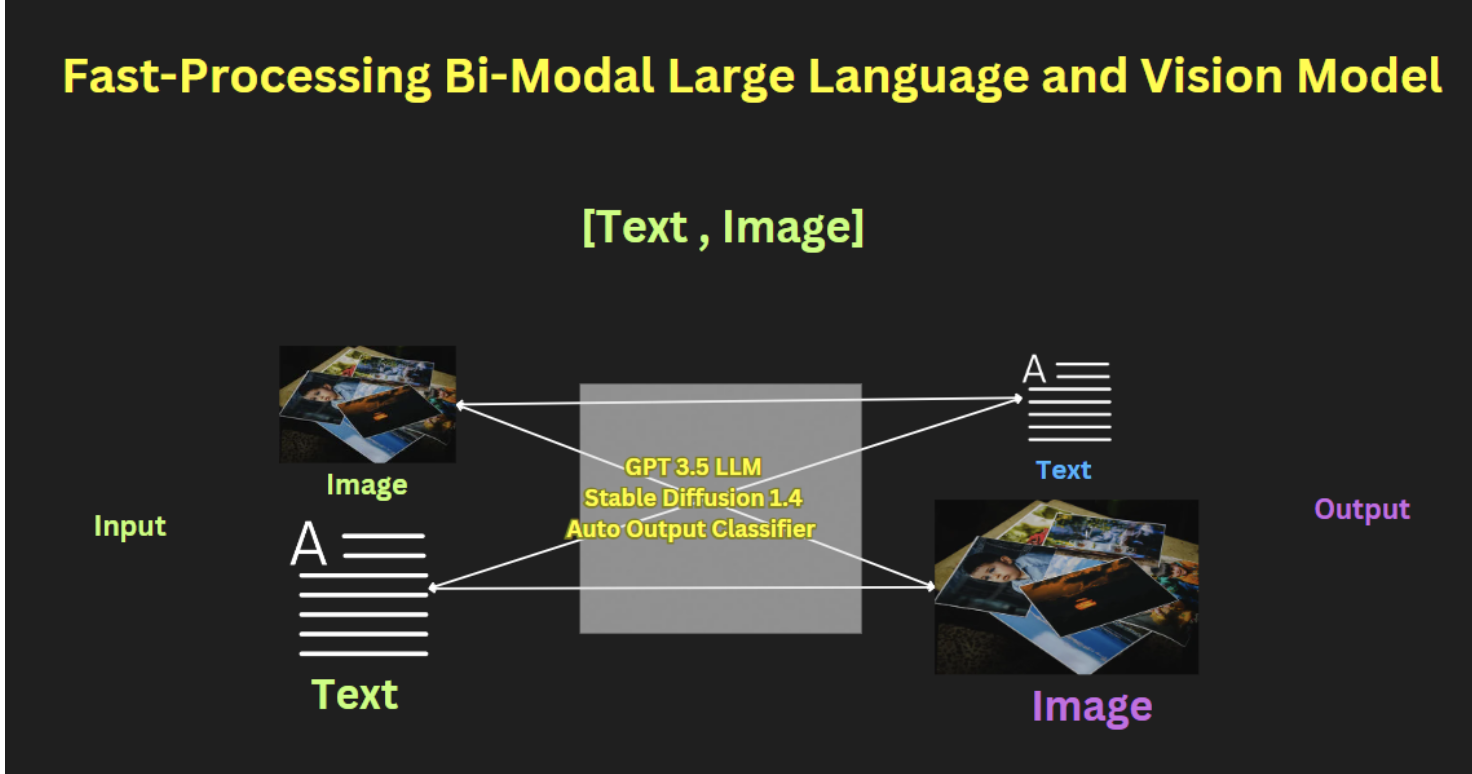 Fast-Processing Bi-Modal Large Language and Vision Model
[Text , Image]
Image
Input
Text
GPT 3.5 LLM
Stable Diffusion 1.4
Auto Output Classifier
A
A
Text
Output
Image